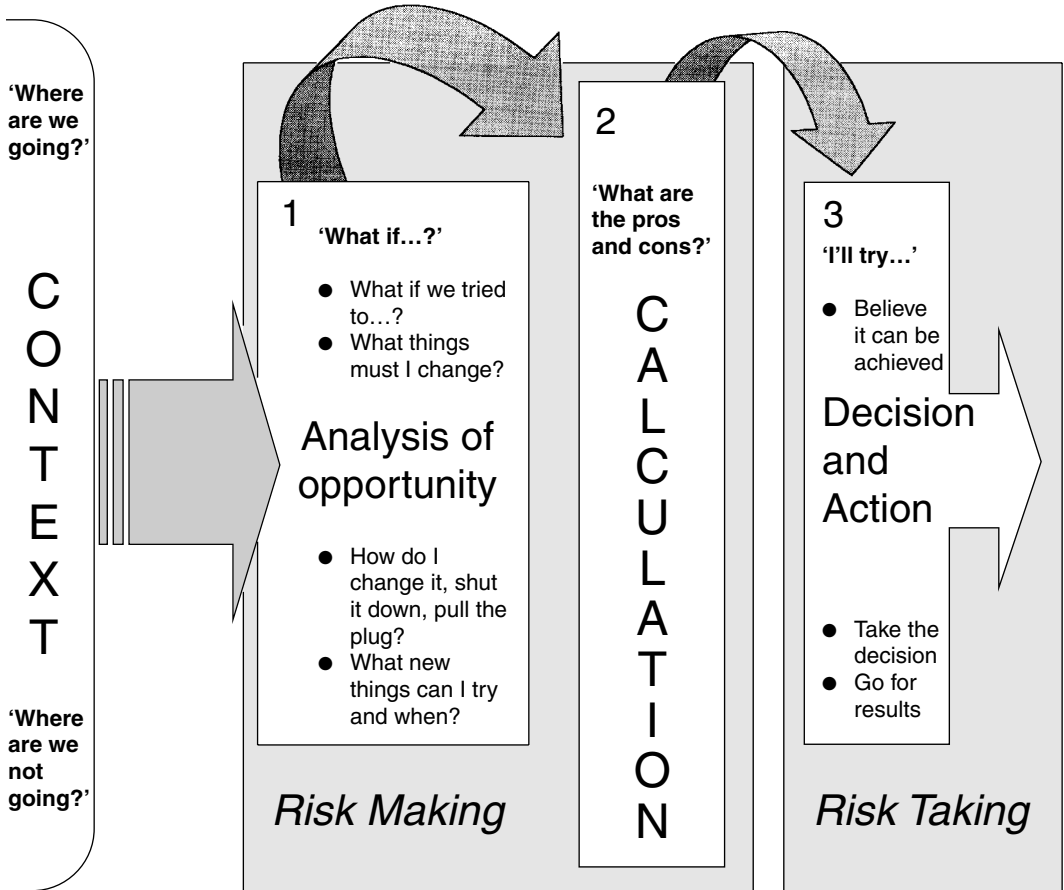 ‘Where
are we
going?’
CONTEXT
‘Where
are we
not
going?’
1
‘What if…?’
● What if we tried
to…?
● What things
must I change?
Analysis of
opportunity
● How do I
change it, shut
it down, pull the
plug?
● What new
things can I try
and when?
Risk Making
2
‘What are
the pros
and cons?’
CALCULATION
3
‘I'll try…’
● Believe
it can be
achieved
Decision
and
Action
● Take the
decision
● Go for
results
Risk Taking